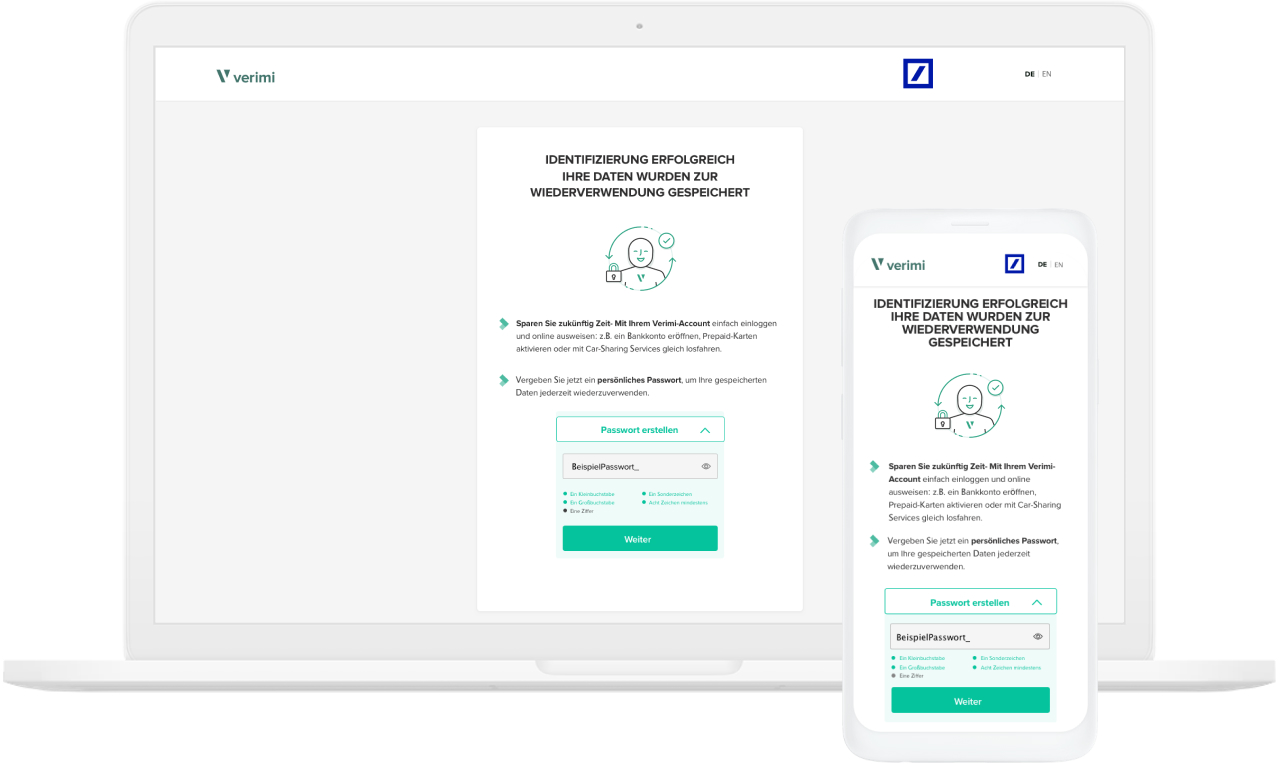 verimi
DE | EN
IDENTIFIZIERUNG ERFOLGREICH
IHRE DATEN WURDEN ZUR
WIEDERVERWENDUNG GESPEICHERT
Sparen Sie zukünftig Zeit- Mit Ihrem Verimi-Account einfach einloggen
und online ausweisen: z.B. ein Bankkonto eröffnen, Prepaid-Karten
aktivieren oder mit Car-Sharing Services gleich losfahren.
Vergeben Sie jetzt ein persönliches Passwort, um Ihre gespeicherten
Daten jederzeit wiederzuverwenden.
Passwort erstellen
BeispielPasswort_
Ein Kleinbuchstabe
Ein Sonderzeichen
Ein Großbuchstabe
Acht Zeichen mindestens
Eine Ziffer
Weiter
verimi
DE | EN
IDENTIFIZIERUNG ERFOLGREICH
IHRE DATEN WURDEN ZUR
WIEDERVERWENDUNG
GESPEICHERT
Sparen Sie zukünftig Zeit- Mit Ihrem Verimi-
Account einfach einloggen und online
ausweisen: z.B. ein Bankkonto eröffnen,
Prepaid-Karten aktivieren oder mit Car-Sharing
Services gleich losfahren.
Vergeben Sie jetzt ein persönliches Passwort,
um Ihre gespeicherten Daten jederzeit
wiederzuverwenden.
Passwort erstellen
BeispielPasswort_
Ein Kleinbuchstabe
Ein Sonderzeichen
Ein Großbuchstabe
Acht Zeichen mindestens
Eine Ziffer
Weiter